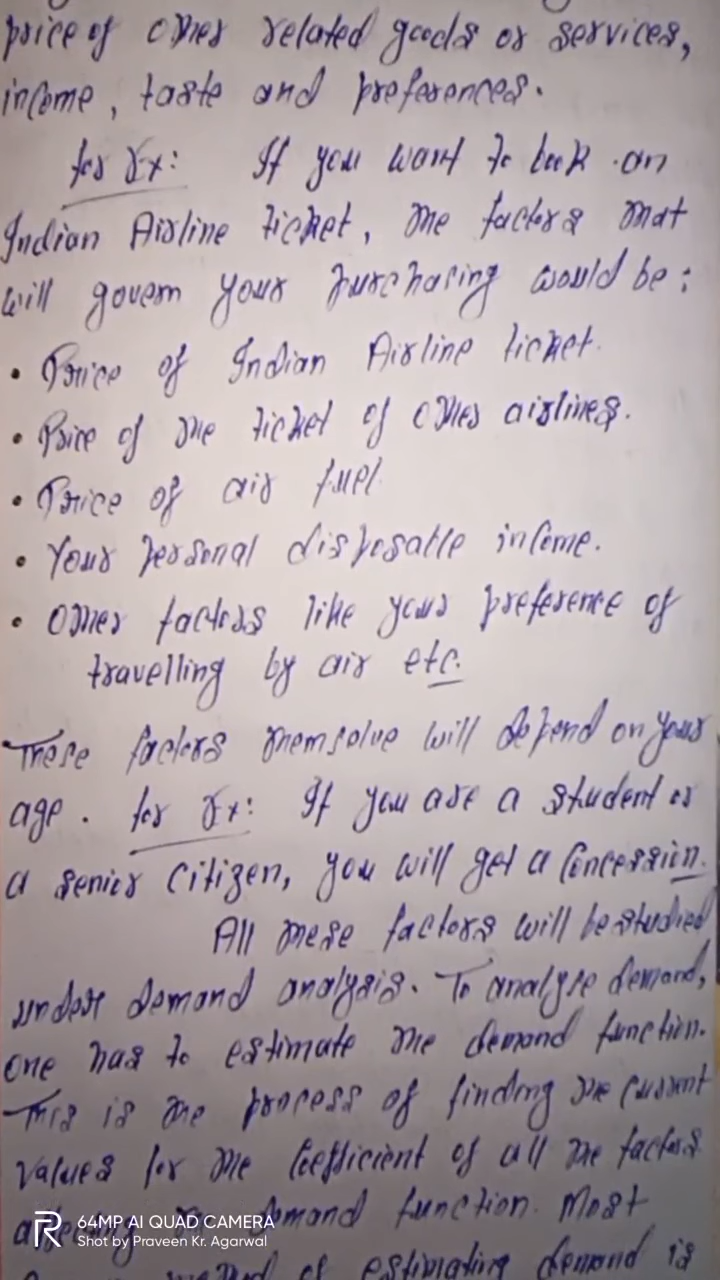 price of other related goods or services,
income, taste and preferences.
for Ex: If you want to book an
Indian Airline ticket, the factors that
will govern your purchasing would be:
• Price of Indian Airline ticket.
• Price of the ticket of other airlines.
• Price of air fuel
• Your personal disposable income.
• Other factors like your preference of
travelling by air etc.
These factors themsolve will depend on your
age. for Ex: If you are a student or
a senior citizen, you will get a concession.
All these factors will be studied
under demand analysis. To analyse demand,
one has to estimate the demand function.
This is the process of finding the current
values for the coefficient of all the factors
demand function. Most
of estimating demand is
64MP AI QUAD CAMERA
Shot by Praveen Kr. Agarwal